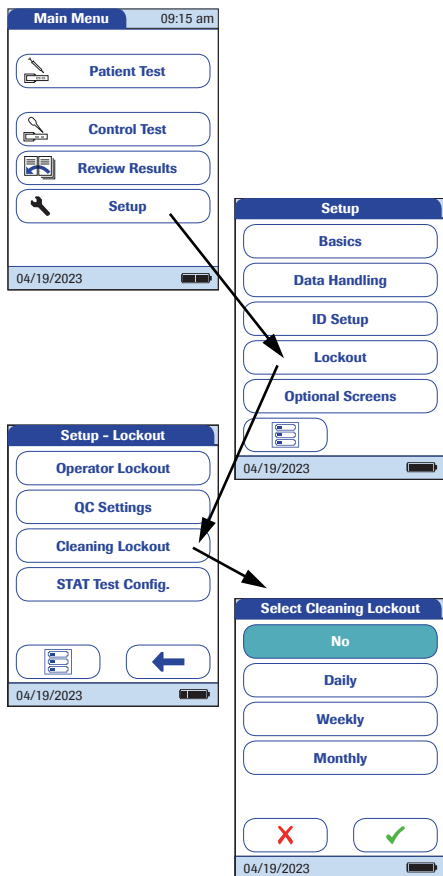 Main Menu 09:15 am
Patient Test
Control Test
Review Results
Setup
04/19/2023
Setup
Basics
Data Handling
ID Setup
Lockout
Optional Screens
04/19/2023
Setup - Lockout
Operator Lockout
QC Settings
Cleaning Lockout
STAT Test Config.
04/19/2023
Select Cleaning Lockout
No
Daily
Weekly
Monthly
04/19/2023